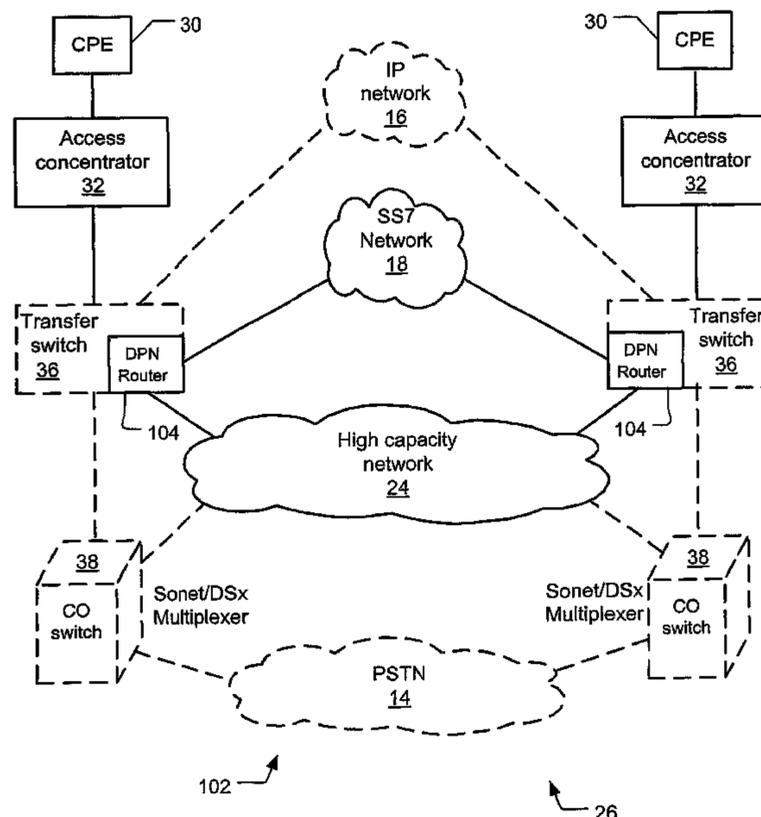 30
CPE
30
CPE
IP
network
16
Access
concentrator
32
Access
concentrator
32
SS7
Network
18
Transfer
switch
36
DPN
Router
104
DPN
Router
Transfer
switch
36
104
High capacity
network
24
38
CO
switch
Sonet/DSx
Multiplexer
Sonet/DSx
Multiplexer
38
CO
switch
PSTN
14
102
26